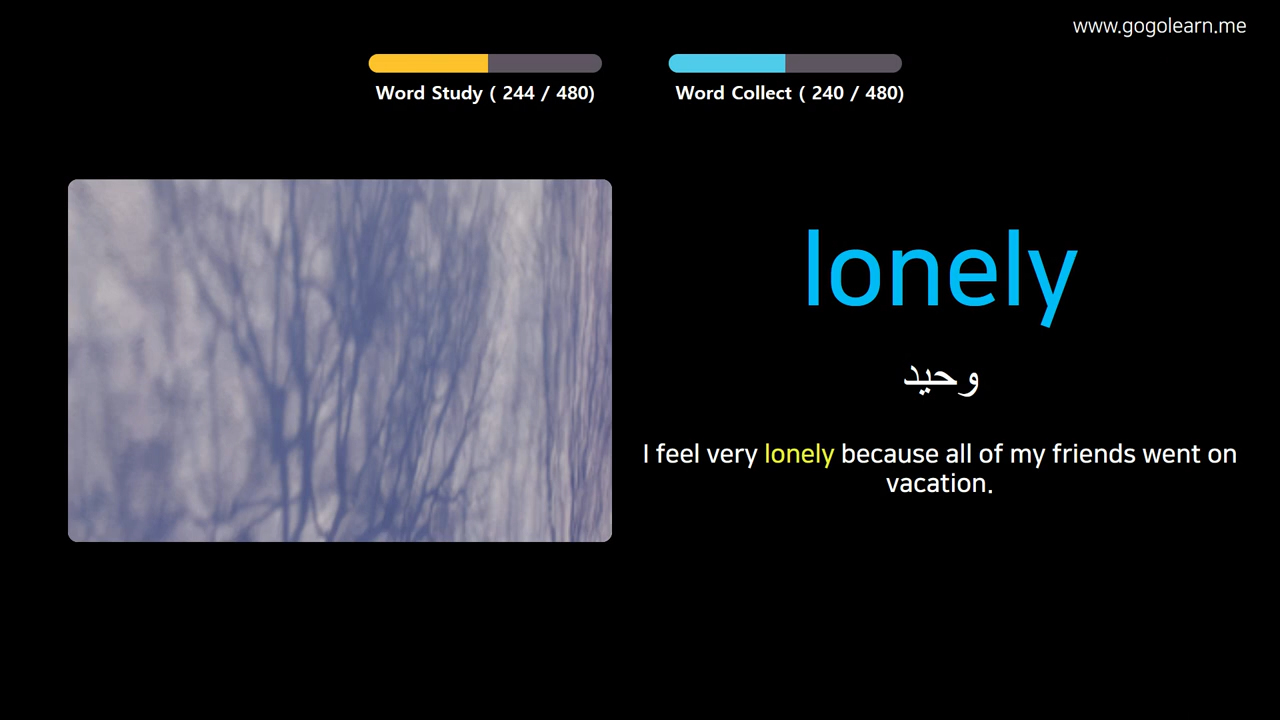 www.gogolearn.me
Word Study ( 244 / 480)
Word Collect ( 240 / 480)
lonely
وحيد
I feel very lonely because all of my friends went on
vacation.